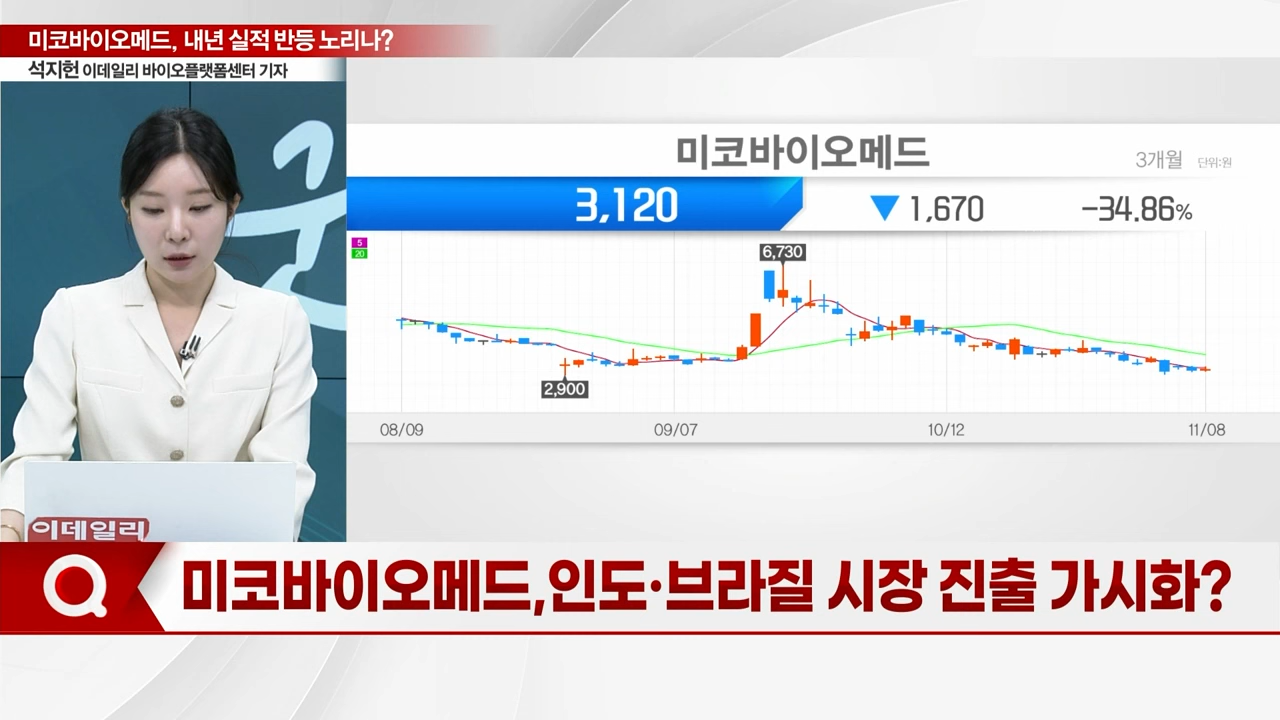 미코바이오메드, 내년 실적 반등 노리나?
석지헌 이데일리 바이오플랫폼센터 기자
미코바이오메드
3개월 단위:원
3,120 ▼ 1,670 -34.86%
5
20
6,730
2,900
08/09 09/07 10/12 11/08
이데일리
Q 미코바이오메드,인도·브라질 시장 진출 가시화?